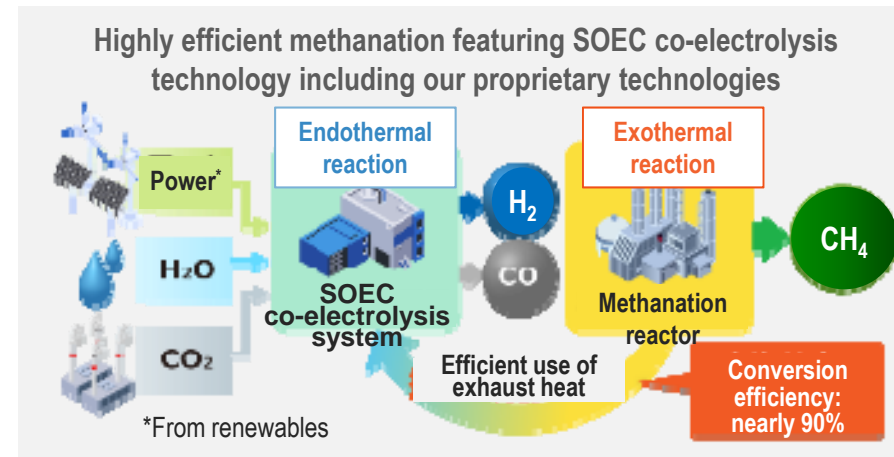 Highly efficient methanation featuring SOEC co-electrolysis
technology including our proprietary technologies
Endothermal
reaction
Exothermal
reaction
Power*
H₂
H₂O
CO
CH₄
SOEC
co-electrolysis
system
Methanation
reactor
CO₂
Efficient use of
exhaust heat
Conversion
efficiency:
nearly 90%
*From renewables